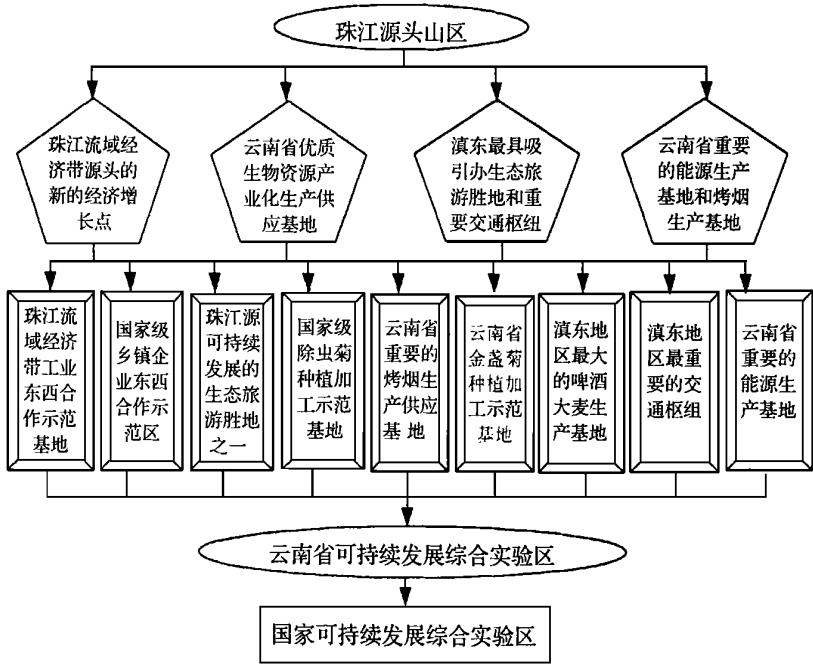 珠江源头山区
珠江流域经
济带源头的
新的经济增
长点
云南省优质
生物资源产
业化生产供
应基地
滇东最具吸
引办生态旅
游胜地和重
要交通枢纽
云南省重要
的能源生产
基地和烤烟
生产基地
珠江流
域经济
带工业
东西合
作示范
基地
国家级
乡镇企
业东西
合作示
范区
珠江源
可持续
发展的
生态旅
游胜地
之一
国家级
除虫菊
种植加
工示范
基地
云南省
重要的
烤烟生
产供应
基 地
云南省
金盏菊
种植加
工示范
基地
滇东地
区最大
的啤酒
大麦生
产基地
滇东地
区最重
要的交
通枢纽
云南省
重要的
能源生
产基地
云南省可持续发展综合实验区
国家可持续发展综合实验区